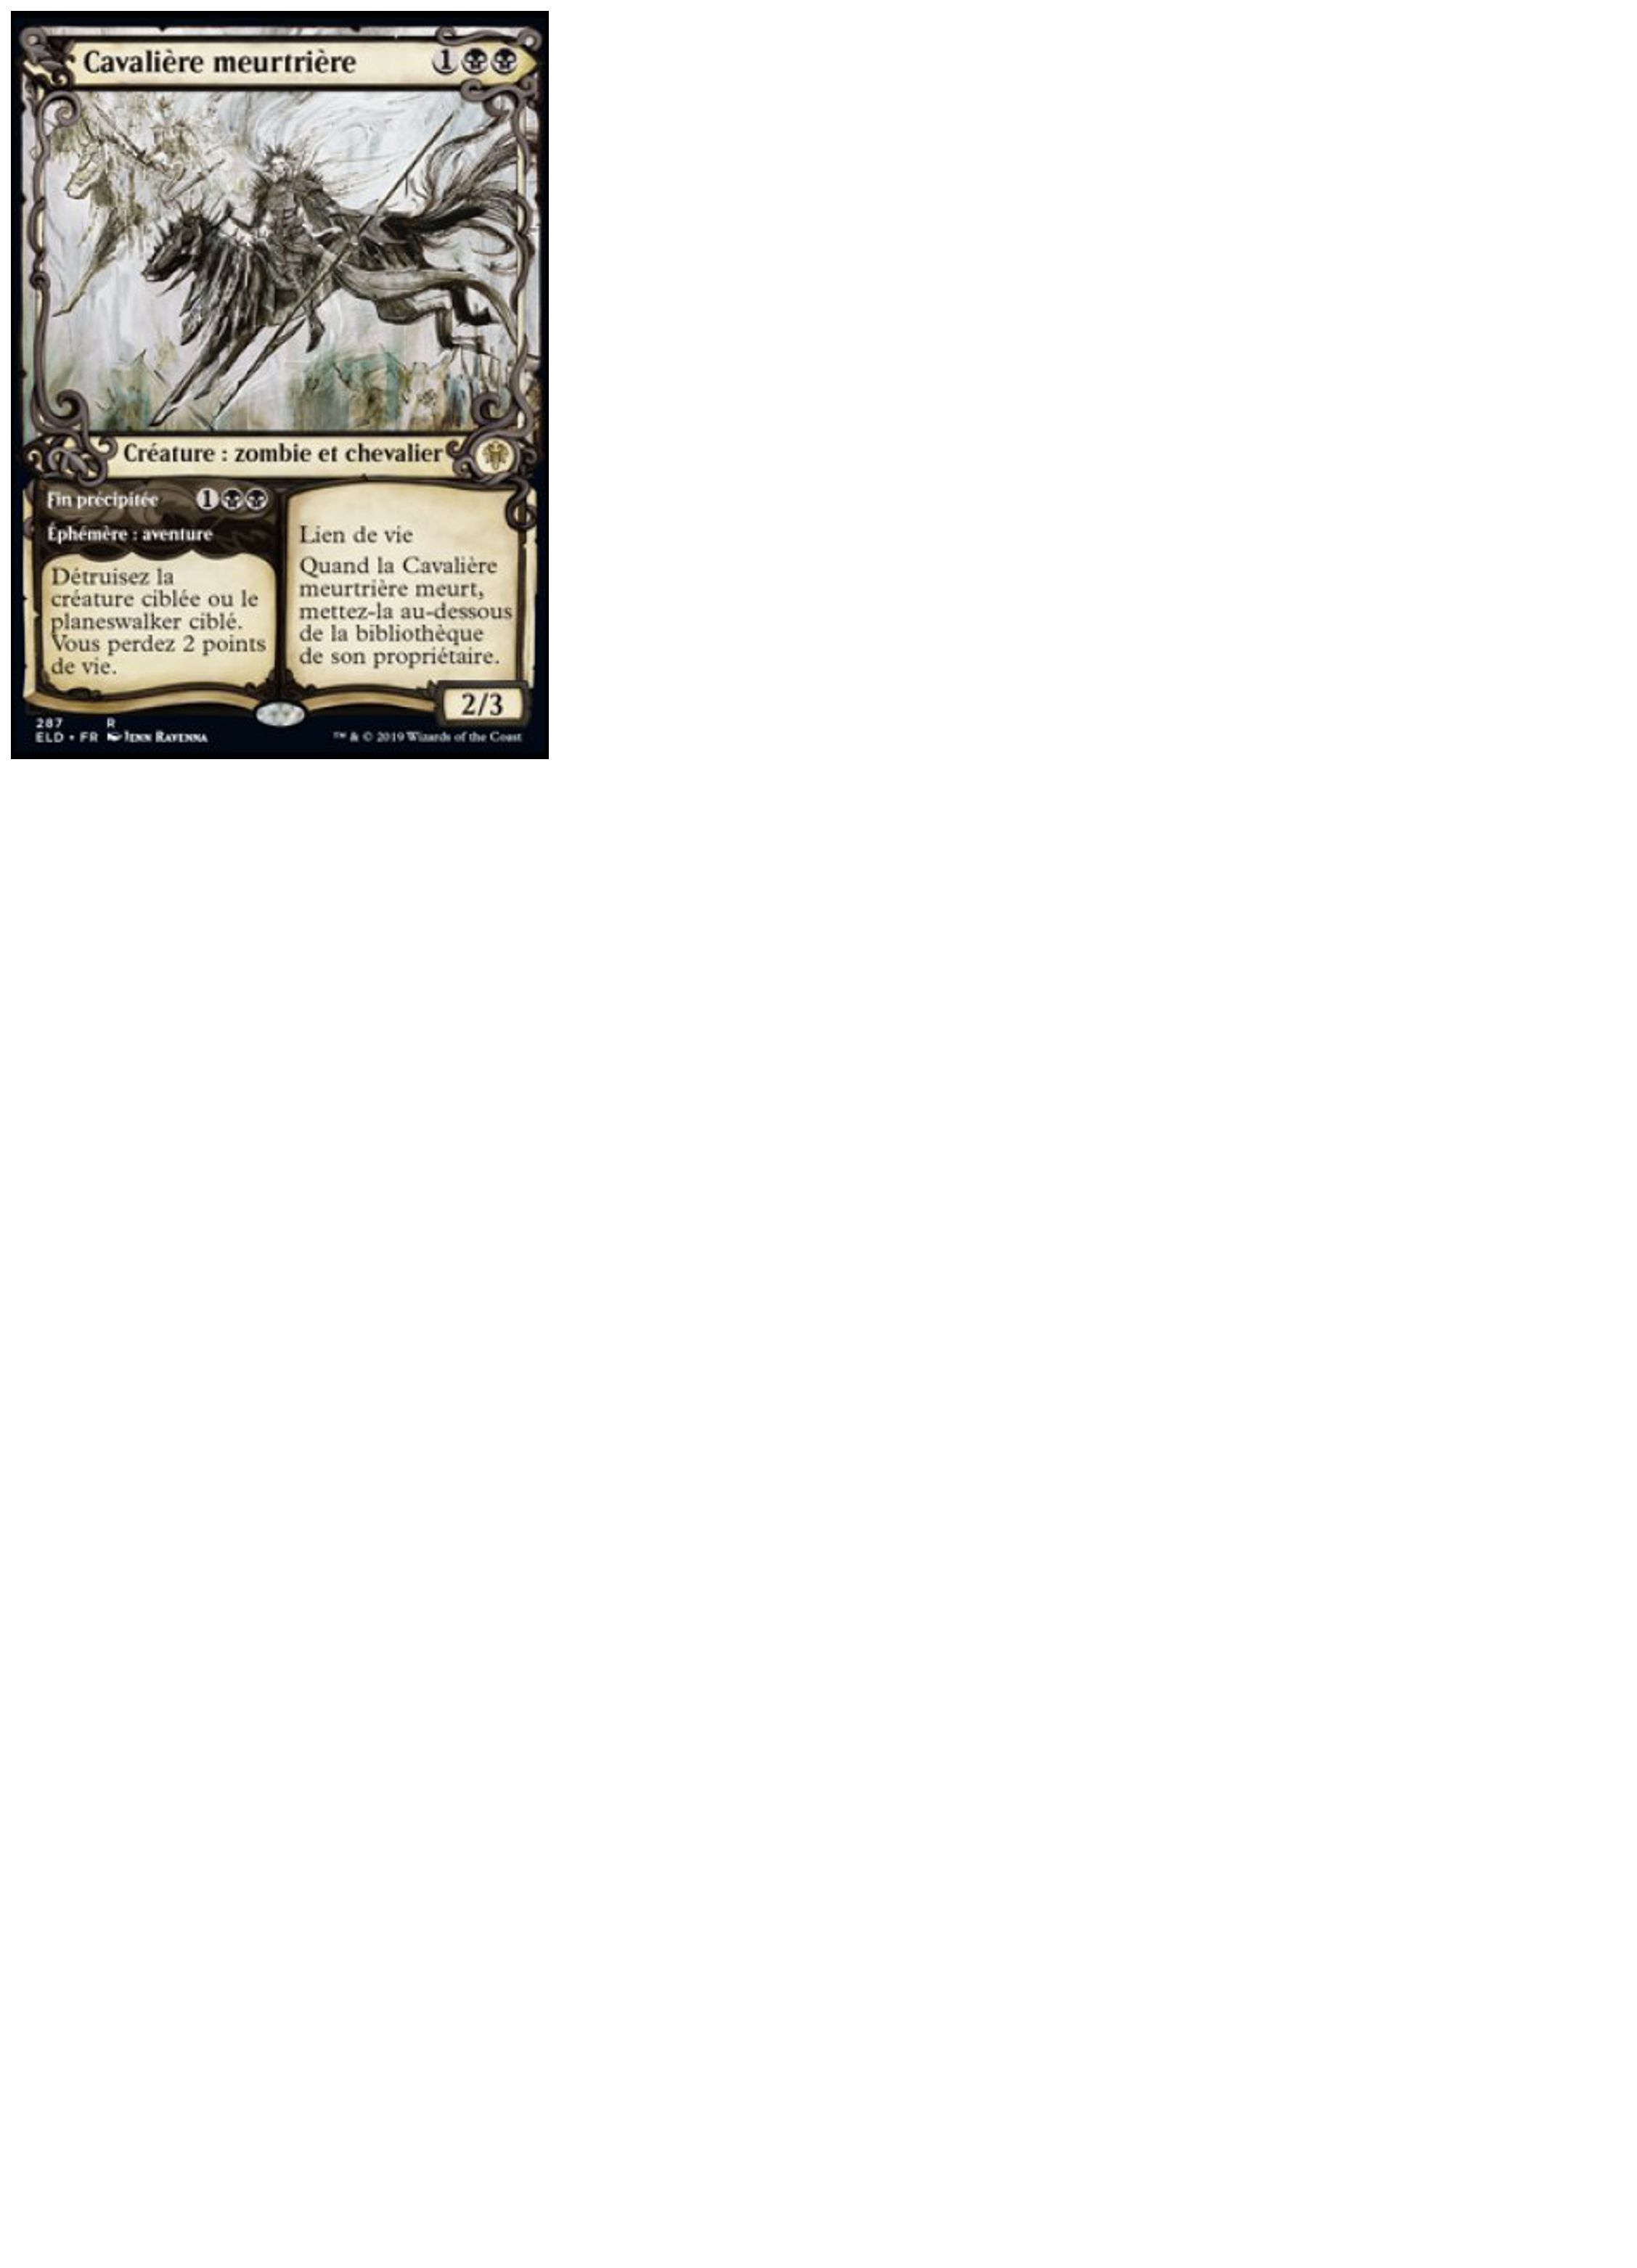 Cavalière meurtrière 1
Créature : zombie et chevalier
Fin précipitée 1
Éphémère : aventure
Détruisez la
créature ciblée ou le
planeswalker ciblé.
Vous perdez 2 points
de vie.
Lien de vie
Quand la Cavalière
meurtrière meurt,
mettez-la au-dessous
de la bibliothèque
de son propriétaire.
2/3
287 R
ELD • FR Jenn Ravenna
™ & © 2019 Wizards of the Coast